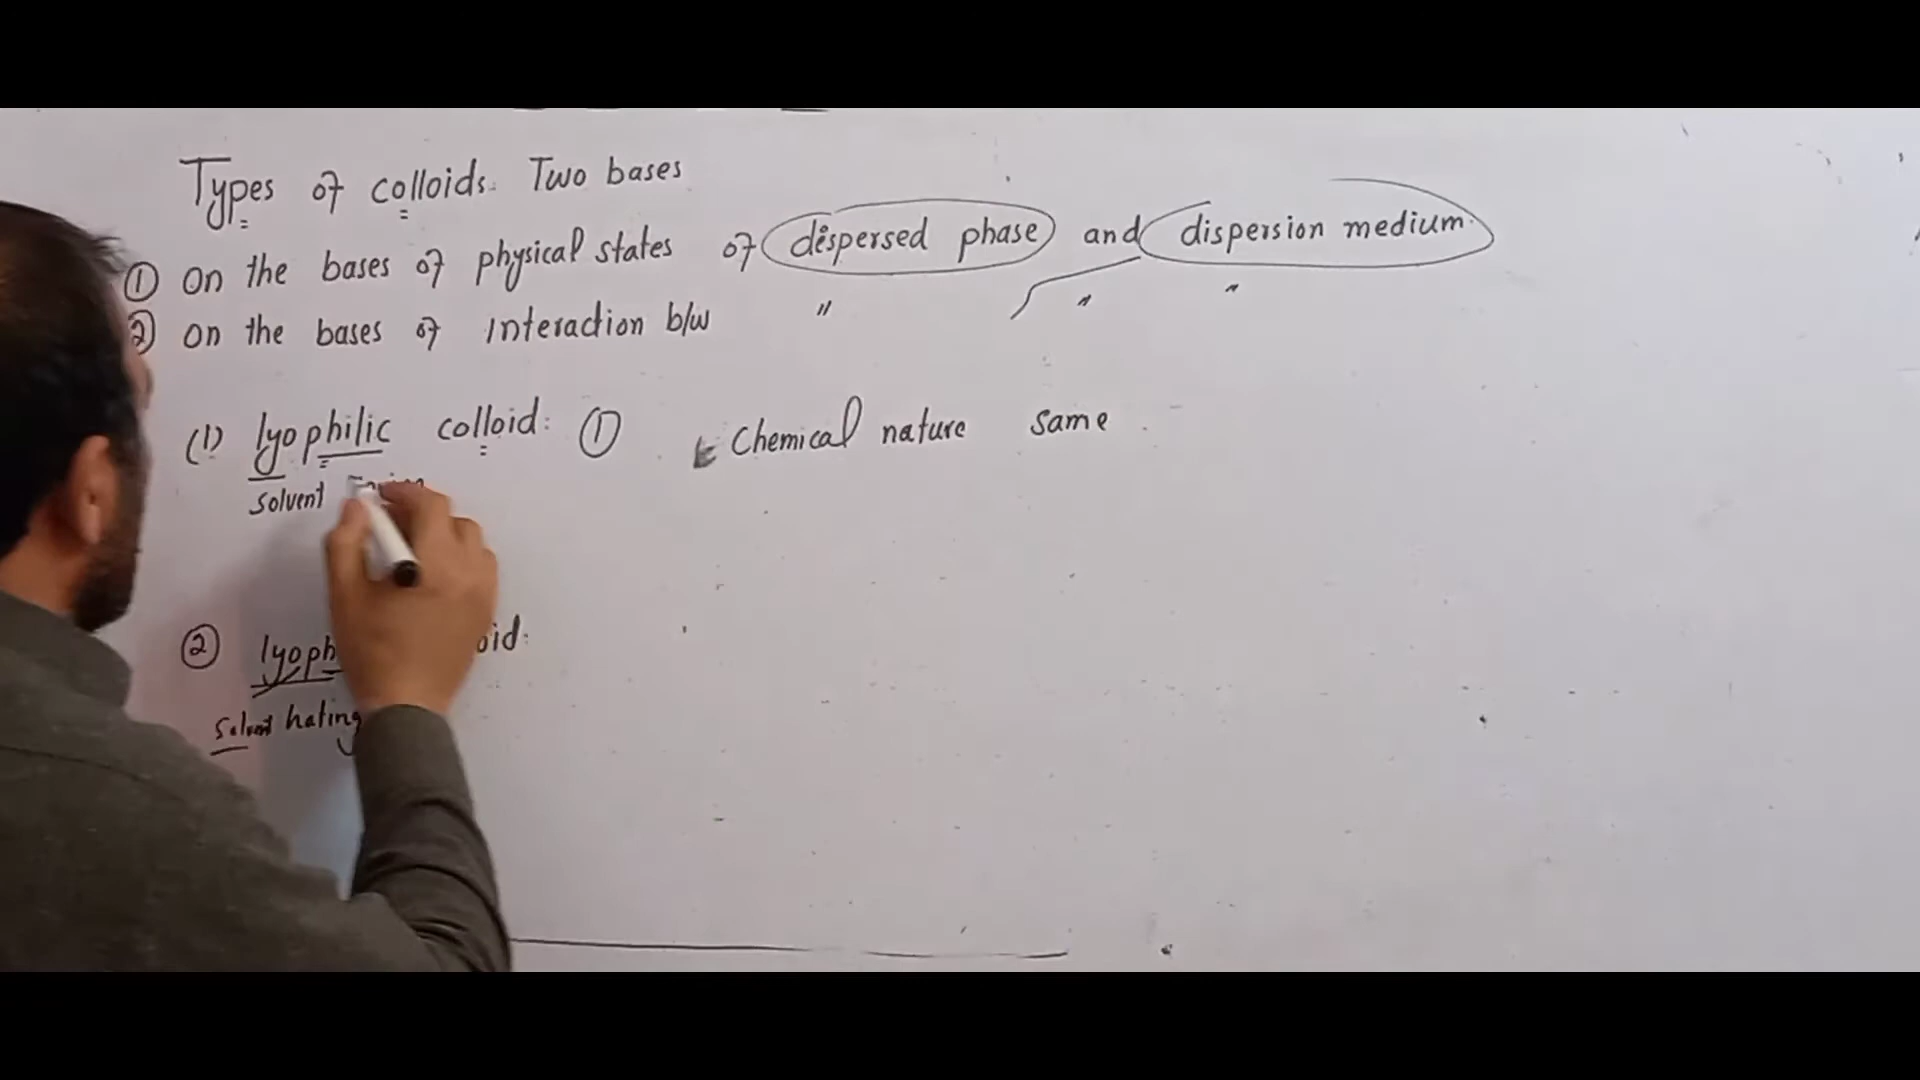 Types of colloids: Two bases
① On the bases of physical states of dispersed phase and dispersion medium.
② On the bases of interaction b/w " " "
(1) lyophilic colloid: ① Chemical nature same
Solvent
② lyoph oid:
Solvent hating